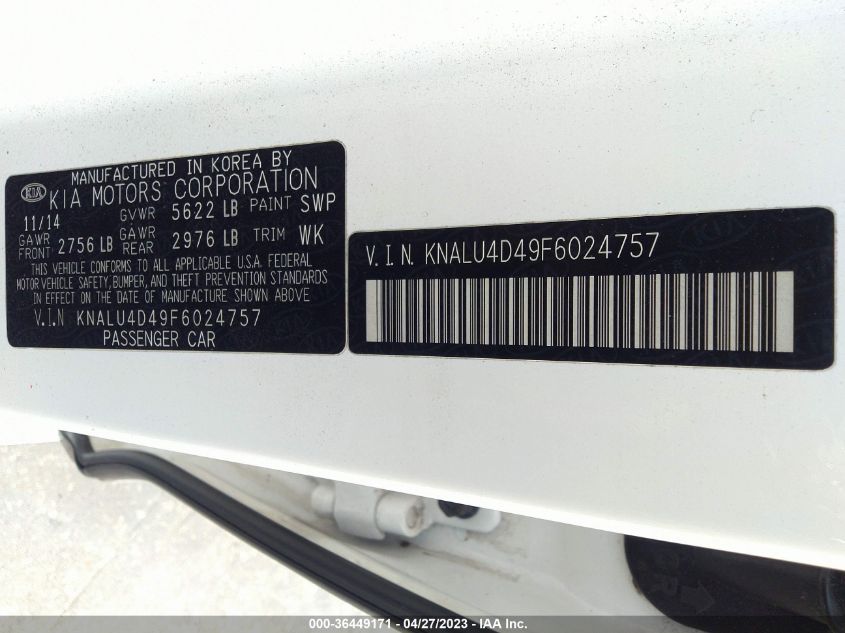 MANUFACTURED IN KOREA BY
KIA KIA MOTORS CORPORATION
11/14 GVWR 5622 LB PAINT SWP
GAWR FRONT 2756 LB GAWR REAR 2976 LB TRIM WK
THIS VEHICLE CONFORMS TO ALL APPLICABLE U.S.A. FEDERAL
MOTOR VEHICLE SAFETY, BUMPER, AND THEFT PREVENTION STANDARDS
IN EFFECT ON THE DATE OF MANUFACTURE SHOWN ABOVE
V.I.N KNALU4D49F6024757
PASSENGER CAR
V.I.N. KNALU4D49F6024757
000-36449171 - 04/27/2023 - IAA Inc.